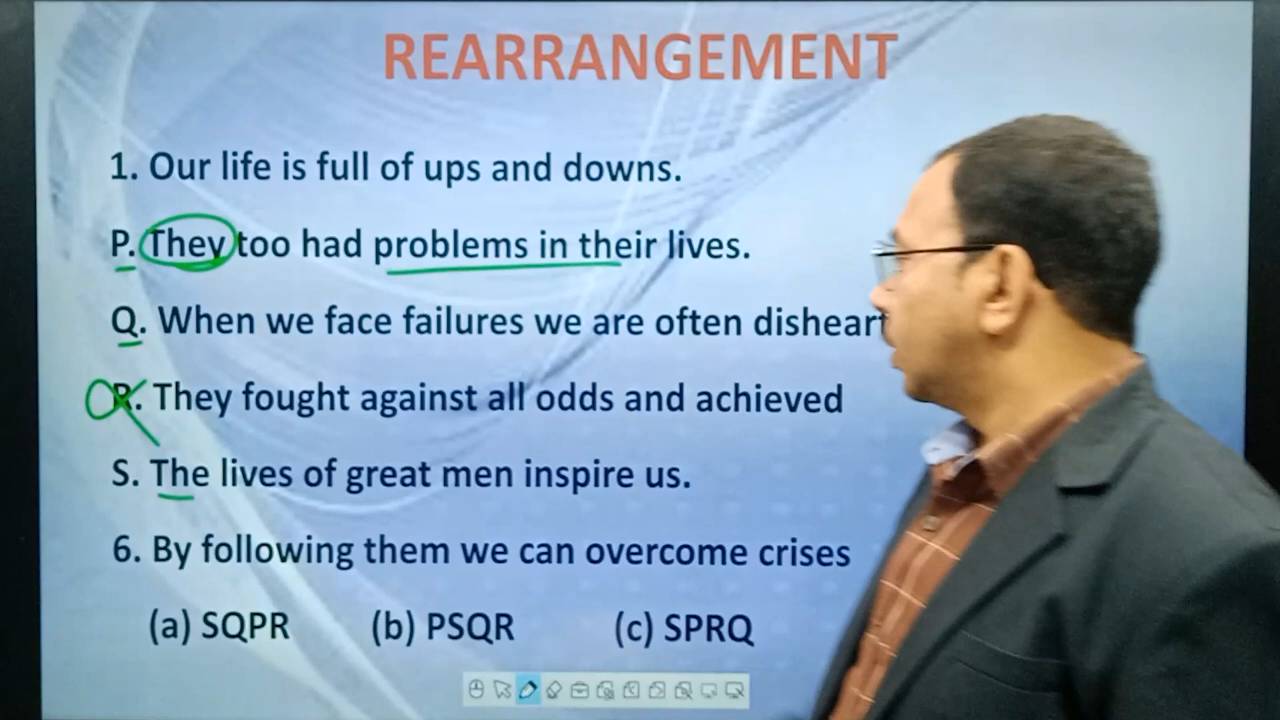 REARRANGEMENT
1. Our life is full of ups and downs.
P. They too had problems in their lives.
Q. When we face failures we are often
R. They fought against all odds and achieved
S. The lives of great men inspire us.
6. By following them we can overcome crises
(a) SQPR (b) PSQR (c) SPRQ